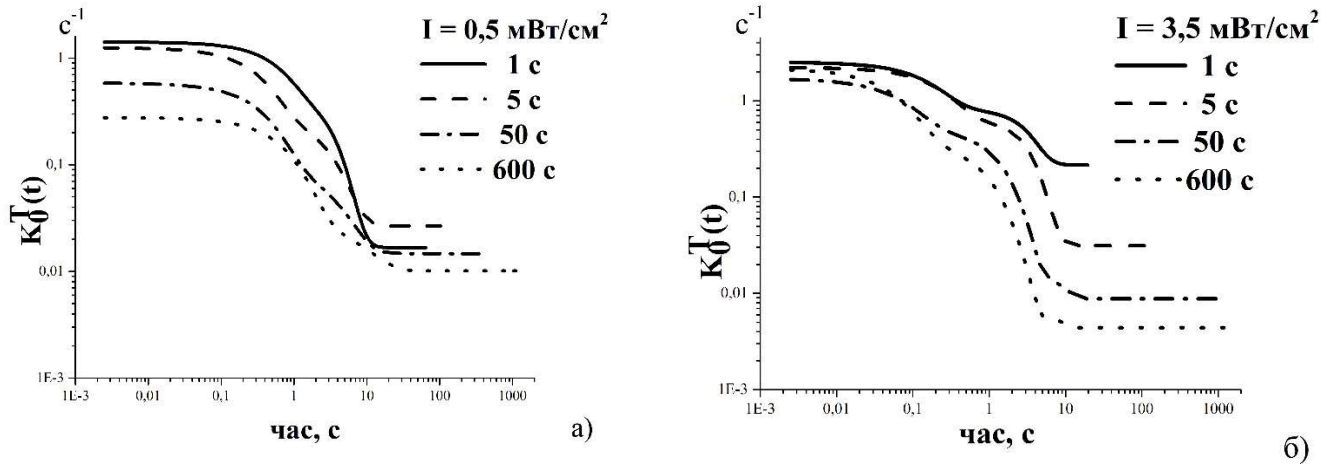 с⁻¹
I = 0,5 мВт/см²
1 с
5 с
50 с
600 с
1
0,1
0,01
1E-3
K₀ᵀ(t)
1E-3 0,01 0,1 1 10 100 1000
час, с
а)
с⁻¹
I = 3,5 мВт/см²
1 с
5 с
50 с
600 с
1
0,1
0,01
1E-3
K₀ᵀ(t)
1E-3 0,01 0,1 1 10 100 1000
час, с
б)